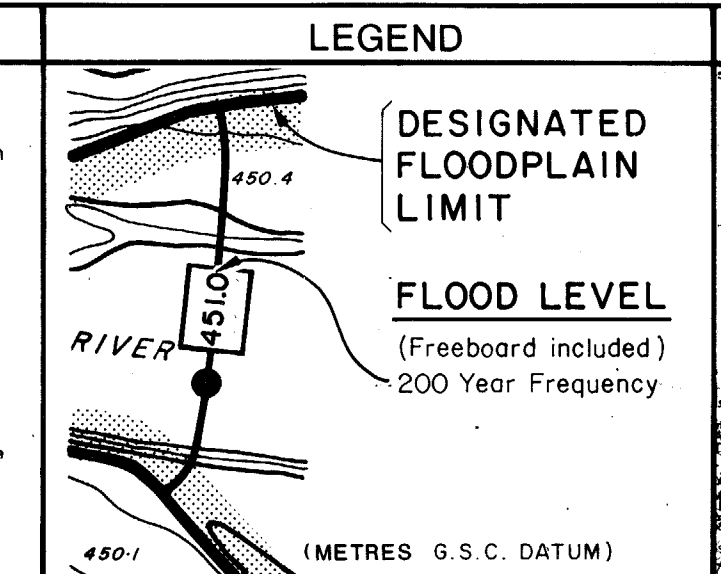 LEGEND
DESIGNATED
FLOODPLAIN
LIMIT
450.4
451.0
FLOOD LEVEL
(Freeboard included)
200 Year Frequency
RIVER
450.1
(METRES G.S.C. DATUM)